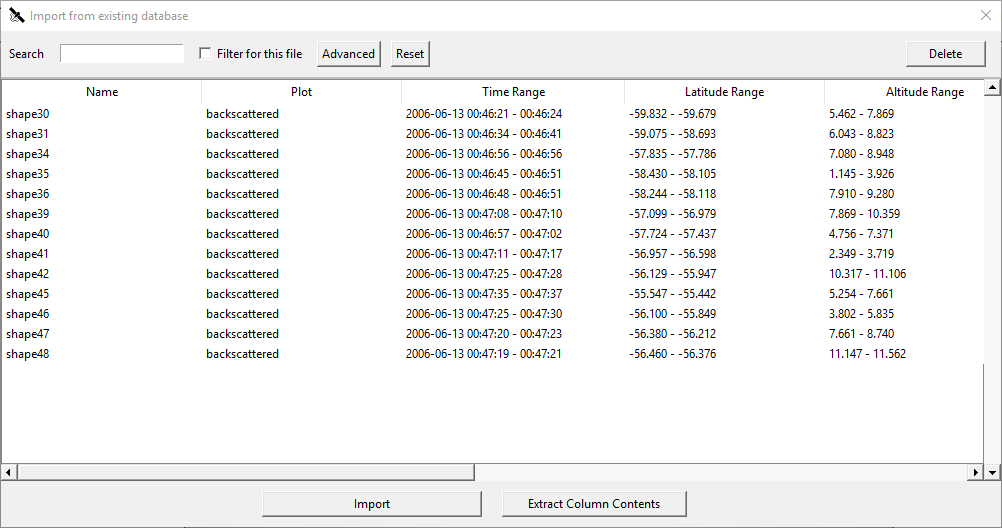 Import from existing database
Search Filter for this file Advanced Reset Delete
Name Plot Time Range Latitude Range Altitude Range
shape30 backscattered 2006-06-13 00:46:21 - 00:46:24 -59.832 - -59.679 5.462 - 7.869
shape31 backscattered 2006-06-13 00:46:34 - 00:46:41 -59.075 - -58.693 6.043 - 8.823
shape34 backscattered 2006-06-13 00:46:56 - 00:46:56 -57.835 - -57.786 7.080 - 8.948
shape35 backscattered 2006-06-13 00:46:45 - 00:46:51 -58.430 - -58.105 1.145 - 3.926
shape36 backscattered 2006-06-13 00:46:48 - 00:46:51 -58.244 - -58.118 7.910 - 9.280
shape39 backscattered 2006-06-13 00:47:08 - 00:47:10 -57.099 - -56.979 7.869 - 10.359
shape40 backscattered 2006-06-13 00:46:57 - 00:47:02 -57.724 - -57.437 4.756 - 7.371
shape41 backscattered 2006-06-13 00:47:11 - 00:47:17 -56.957 - -56.598 2.349 - 3.719
shape42 backscattered 2006-06-13 00:47:25 - 00:47:28 -56.129 - -55.947 10.317 - 11.106
shape45 backscattered 2006-06-13 00:47:35 - 00:47:37 -55.547 - -55.442 5.254 - 7.661
shape46 backscattered 2006-06-13 00:47:25 - 00:47:30 -56.100 - -55.849 3.802 - 5.835
shape47 backscattered 2006-06-13 00:47:20 - 00:47:23 -56.380 - -56.212 7.661 - 8.740
shape48 backscattered 2006-06-13 00:47:19 - 00:47:21 -56.460 - -56.376 11.147 - 11.562
Import Extract Column Contents